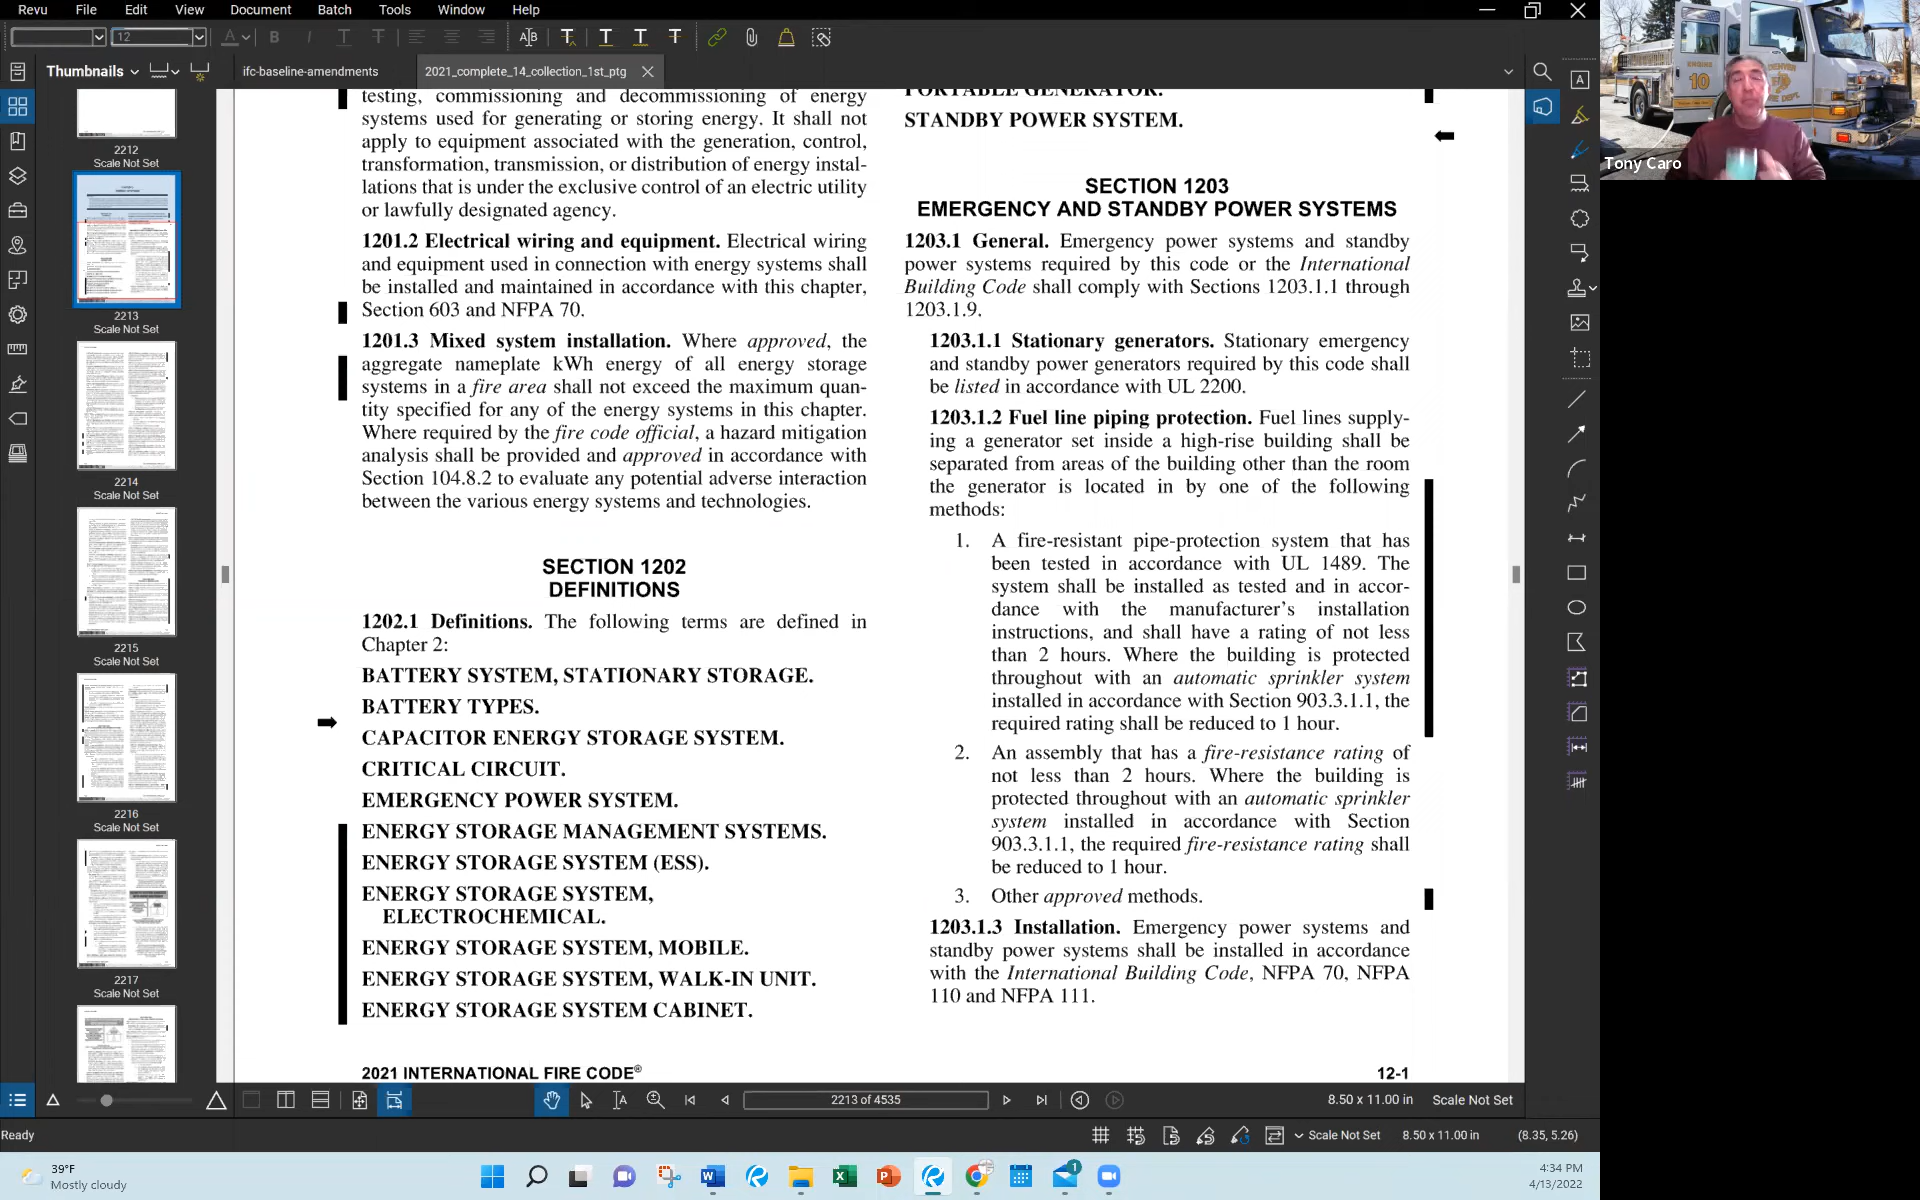 Revu File Edit View Document Batch Tools Window Help
12
Thumbnails
ifc-baseline-amendments
2021_complete_14_collection_1st_ptg
2212
Scale Not Set
2213
Scale Not Set
2214
Scale Not Set
2215
Scale Not Set
2216
Scale Not Set
2217
Scale Not Set
testing, commissioning and decommissioning of energy
systems used for generating or storing energy. It shall not
apply to equipment associated with the generation, control,
transformation, transmission, or distribution of energy instal-
lations that is under the exclusive control of an electric utility
or lawfully designated agency.
1201.2 Electrical wiring and equipment. Electrical wiring
and equipment used in connection with energy systems shall
be installed and maintained in accordance with this chapter,
Section 603 and NFPA 70.
1201.3 Mixed system installation. Where approved, the
aggregate nameplate kWh energy of all energy storage
systems in a fire area shall not exceed the maximum quan-
tity specified for any of the energy systems in this chapter.
Where required by the fire code official, a hazard mitigation
analysis shall be provided and approved in accordance with
Section 104.8.2 to evaluate any potential adverse interaction
between the various energy systems and technologies.
SECTION 1202
DEFINITIONS
1202.1 Definitions. The following terms are defined in
Chapter 2:
BATTERY SYSTEM, STATIONARY STORAGE.
BATTERY TYPES.
CAPACITOR ENERGY STORAGE SYSTEM.
CRITICAL CIRCUIT.
EMERGENCY POWER SYSTEM.
ENERGY STORAGE MANAGEMENT SYSTEMS.
ENERGY STORAGE SYSTEM (ESS).
ENERGY STORAGE SYSTEM,
ELECTROCHEMICAL.
ENERGY STORAGE SYSTEM, MOBILE.
ENERGY STORAGE SYSTEM, WALK-IN UNIT.
ENERGY STORAGE SYSTEM CABINET.
PORTABLE GENERATOR.
STANDBY POWER SYSTEM.
SECTION 1203
EMERGENCY AND STANDBY POWER SYSTEMS
1203.1 General. Emergency power systems and standby
power systems required by this code or the International
Building Code shall comply with Sections 1203.1.1 through
1203.1.9.
1203.1.1 Stationary generators. Stationary emergency
and standby power generators required by this code shall
be listed in accordance with UL 2200.
1203.1.2 Fuel line piping protection. Fuel lines supply-
ing a generator set inside a high-rise building shall be
separated from areas of the building other than the room
the generator is located in by one of the following
methods:
1. A fire-resistant pipe-protection system that has
been tested in accordance with UL 1489. The
system shall be installed as tested and in accor-
dance with the manufacturer’s installation
instructions, and shall have a rating of not less
than 2 hours. Where the building is protected
throughout with an automatic sprinkler system
installed in accordance with Section 903.3.1.1, the
required rating shall be reduced to 1 hour.
2. An assembly that has a fire-resistance rating of
not less than 2 hours. Where the building is
protected throughout with an automatic sprinkler
system installed in accordance with Section
903.3.1.1, the required fire-resistance rating shall
be reduced to 1 hour.
3. Other approved methods.
1203.1.3 Installation. Emergency power systems and
standby power systems shall be installed in accordance
with the International Building Code, NFPA 70, NFPA
110 and NFPA 111.
2021 INTERNATIONAL FIRE CODE®
12-1
2213 of 4535
8.50 x 11.00 in Scale Not Set
Ready
Scale Not Set 8.50 x 11.00 in (8.35, 5.26)
39°F
Mostly cloudy
1
4:34 PM
4/13/2022
Tony Caro
10